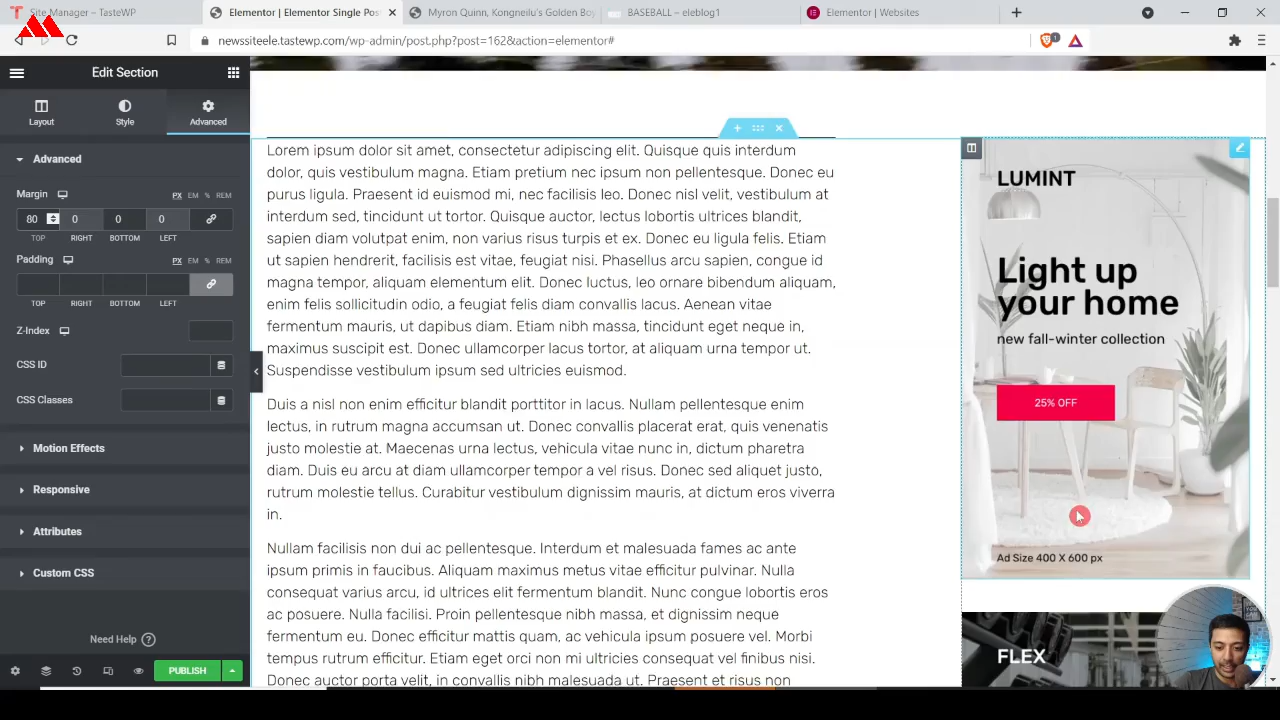 Site Manager - TasteWP
Elementor | Elementor Single Pos
Myron Quinn, Kongneilu's Golden Boy
BASEBALL – eleblog1
Elementor | Websites
newssiteele.tastewp.com/wp-admin/post.php?post=162&action=elementor#
1
Edit Section
Layout
Style
Advanced
Advanced
Margin
PX EM % REM
80 0 0 0
TOP RIGHT BOTTOM LEFT
Padding
PX EM % REM
TOP RIGHT BOTTOM LEFT
Z-Index
CSS ID
CSS Classes
Motion Effects
Responsive
Attributes
Custom CSS
Need Help
PUBLISH
Lorem ipsum dolor sit amet, consectetur adipiscing elit. Quisque quis interdum
dolor, quis vestibulum magna. Etiam pretium nec ipsum non pellentesque. Donec eu
purus ligula. Praesent id euismod mi, nec facilisis leo. Donec nisl velit, vestibulum at
interdum sed, tincidunt ut tortor. Quisque auctor, lectus lobortis ultrices blandit,
sapien diam volutpat enim, non varius risus turpis et ex. Donec eu ligula felis. Etiam
ut sapien hendrerit, facilisis est vitae, feugiat nisi. Phasellus arcu sapien, congue id
magna tempor, aliquam elementum elit. Donec luctus, leo ornare bibendum aliquam,
enim felis sollicitudin odio, a feugiat felis diam convallis lacus. Aenean vitae
fermentum mauris, ut dapibus diam. Etiam nibh massa, tincidunt eget neque in,
maximus suscipit est. Donec ullamcorper lacus tortor, at aliquam urna tempor ut.
Suspendisse vestibulum ipsum sed ultricies euismod.
Duis a nisl non enim efficitur blandit porttitor in lacus. Nullam pellentesque enim
lectus, in rutrum magna accumsan ut. Donec convallis placerat erat, quis venenatis
justo molestie at. Maecenas urna lectus, vehicula vitae nunc in, dictum pharetra
diam. Duis eu arcu at diam ullamcorper tempor a vel risus. Donec sed aliquet justo,
rutrum molestie tellus. Curabitur vestibulum dignissim mauris, at dictum eros viverra
in.
Nullam facilisis non dui ac pellentesque. Interdum et malesuada fames ac ante
ipsum primis in faucibus. Aliquam maximus metus vitae efficitur pulvinar. Nulla
consequat varius arcu, id ultrices elit fermentum blandit. Nunc congue lobortis eros
ac posuere. Nulla facilisi. Proin pellentesque nibh massa, et dignissim neque
fermentum eu. Donec efficitur mattis quam, ac vehicula ipsum posuere vel. Morbi
tempus rutrum efficitur. Etiam eget orci non mi ultricies consequat vel finibus nisi.
Donec auctor porta velit, in convallis nibh malesuada ut. Praesent et risus non
LUMINT
Light up
your home
new fall-winter collection
25% OFF
Ad Size 400 X 600 px
FLEX